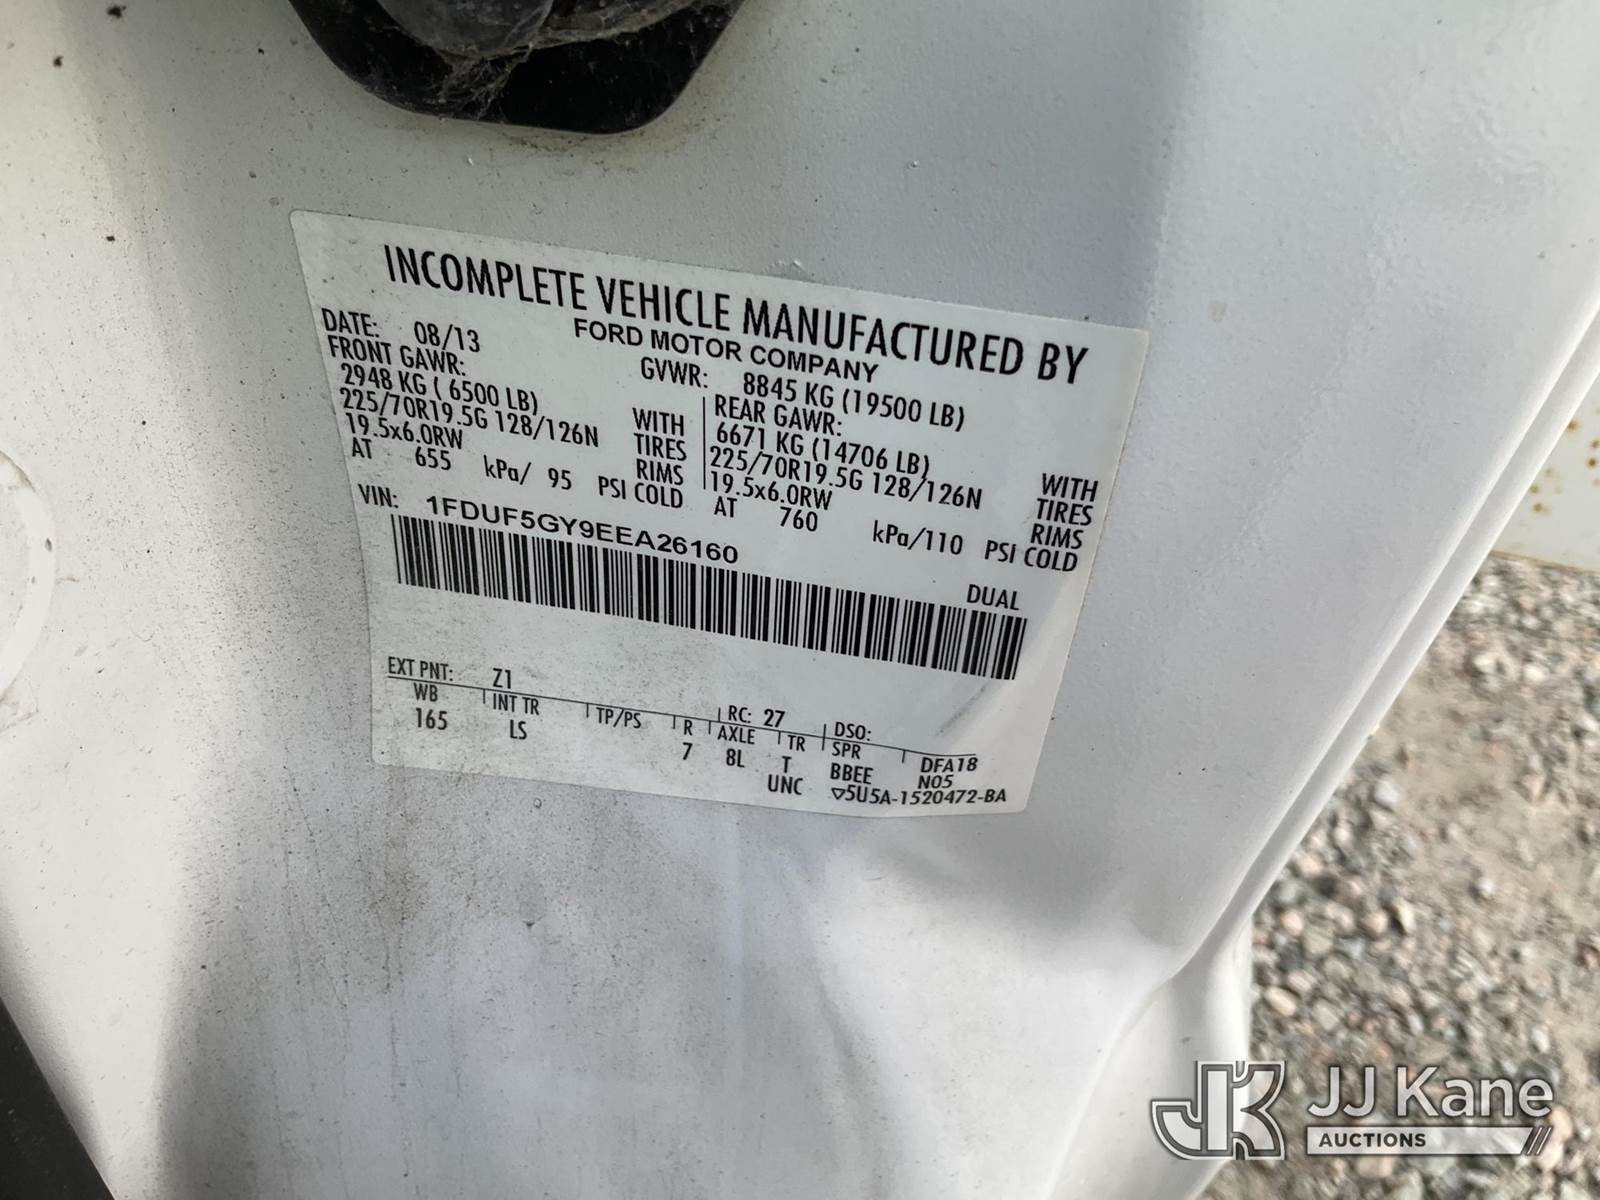 INCOMPLETE VEHICLE MANUFACTURED BY
FORD MOTOR COMPANY
DATE: 08/13
GVWR: 8845 KG (19500 LB)
FRONT GAWR:
2948 KG ( 6500 LB)
225/70R19.5G 128/126N
19.5x6.0RW
AT 655 kPa/ 95 PSI COLD
WITH
TIRES
RIMS
REAR GAWR:
6671 KG (14706 LB)
225/70R19.5G 128/126N
19.5x6.0RW
AT 760 kPa/110 PSI COLD
WITH
TIRES
RIMS
VIN: 1FDUF5GY9EEA26160
DUAL
EXT PNT: Z1 RC: 27 DSO:
WB INT TR TP/PS R AXLE TR SPR DFA18
165 LS 7 8L T BBEE N05
UNC ▽5U5A-1520472-BA
JK JJ Kane
AUCTIONS